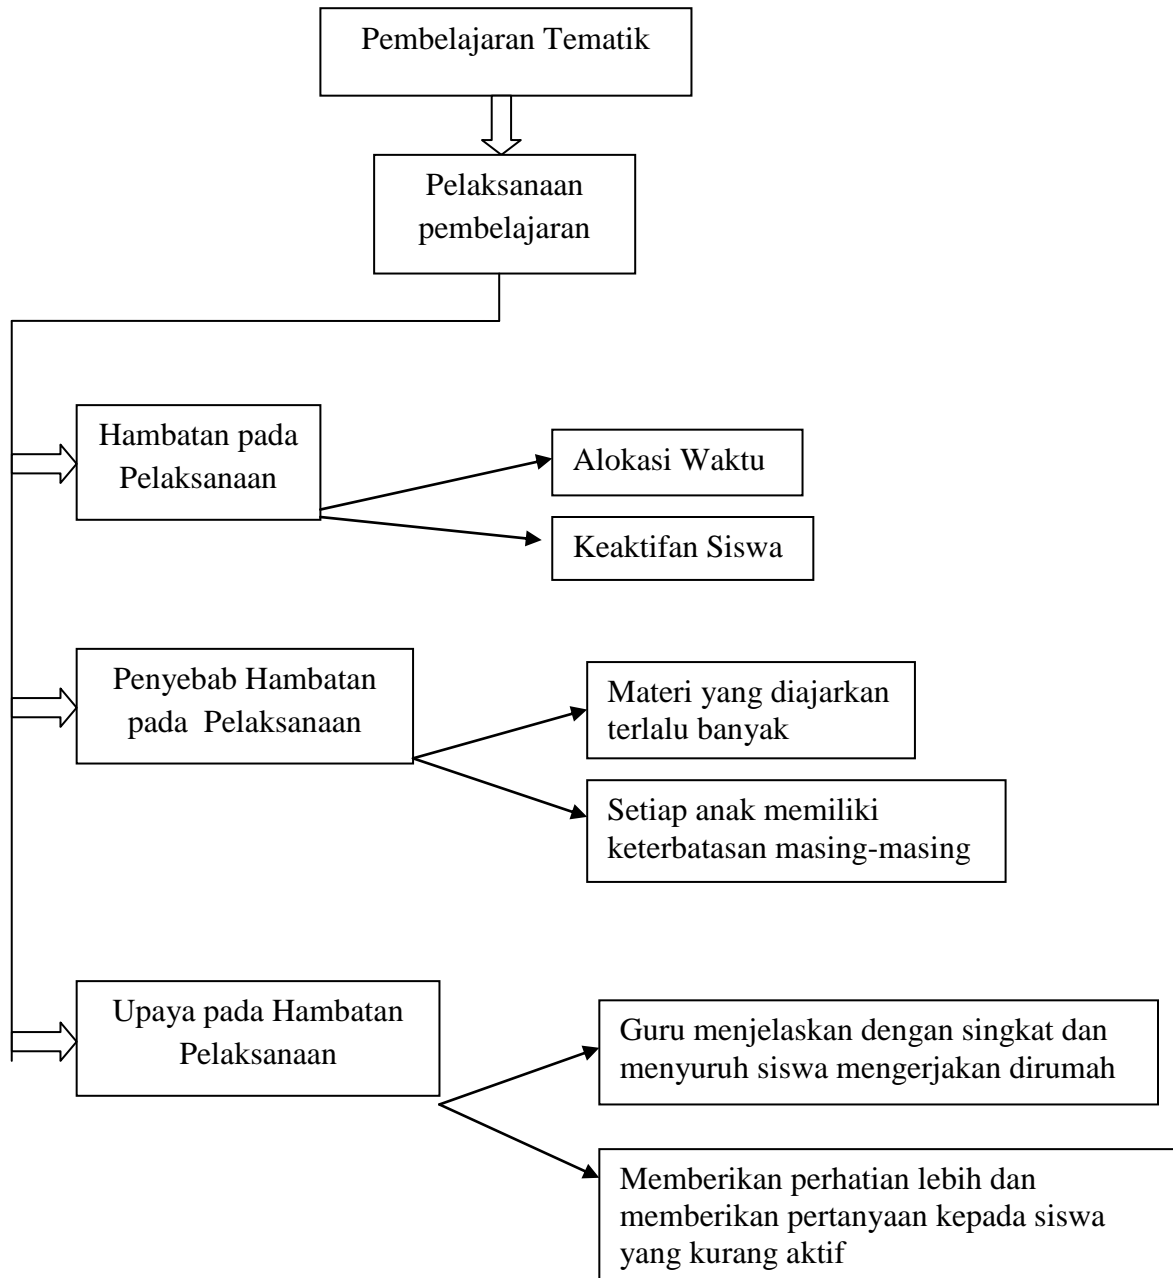 Pembelajaran Tematik
Pelaksanaan
pembelajaran
Hambatan pada
Pelaksanaan
Alokasi Waktu
Keaktifan Siswa
Penyebab Hambatan
pada Pelaksanaan
Materi yang diajarkan
terlalu banyak
Setiap anak memiliki
keterbatasan masing-masing
Upaya pada Hambatan
Pelaksanaan
Guru menjelaskan dengan singkat dan
menyuruh siswa mengerjakan dirumah
Memberikan perhatian lebih dan
memberikan pertanyaan kepada siswa
yang kurang aktif